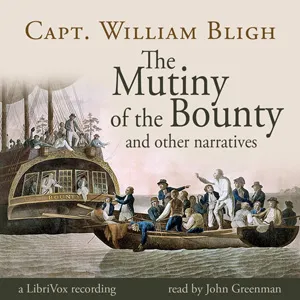 CAPT. WILLIAM BLIGH
The
Mutiny
of the Bounty
and other narratives
a LibriVox recording
read by John Greenman